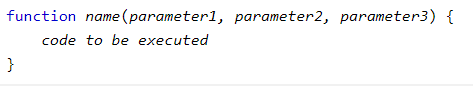 function name(parameter1, parameter2, parameter3) {
    code to be executed
}